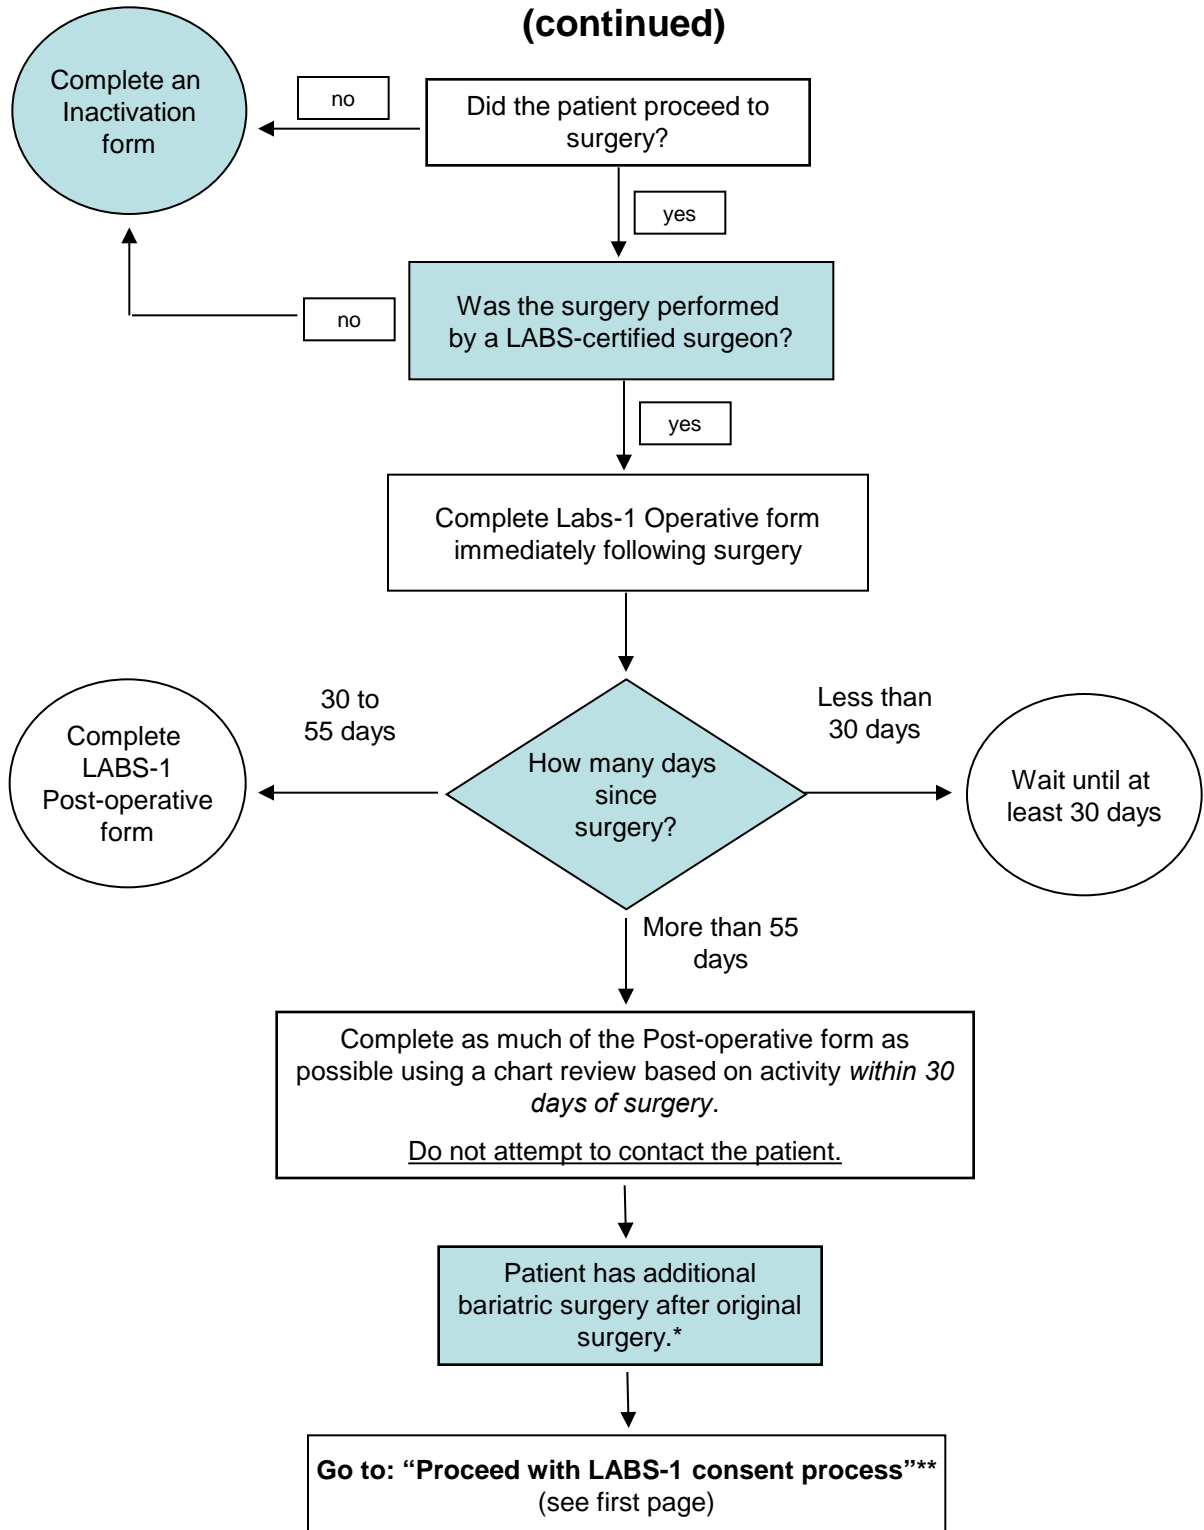 (continued)
Complete an
Inactivation
form
no
Did the patient proceed to
surgery?
yes
Was the surgery performed
by a LABS-certified surgeon?
no
yes
Complete Labs-1 Operative form
immediately following surgery
30 to
55 days
Less than
30 days
Complete
LABS-1
Post-operative
form
How many days
since
surgery?
Wait until at
least 30 days
More than 55
days
Complete as much of the Post-operative form as
possible using a chart review based on activity within 30
days of surgery.
Do not attempt to contact the patient.
Patient has additional
bariatric surgery after original
surgery.*
Go to: “Proceed with LABS-1 consent process”**
(see first page)